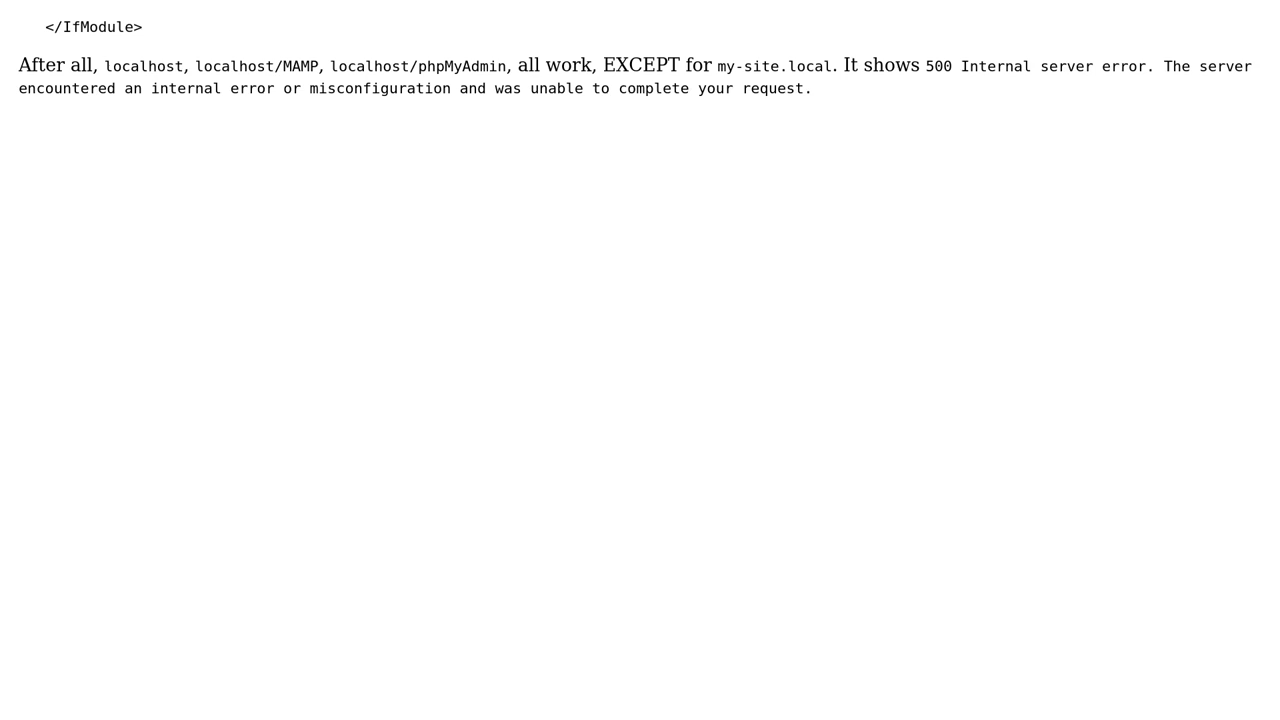 </IfModule>
After all, localhost, localhost/MAMP, localhost/phpMyAdmin, all work, EXCEPT for my-site.local. It shows 500 Internal server error. The server
encountered an internal error or misconfiguration and was unable to complete your request.